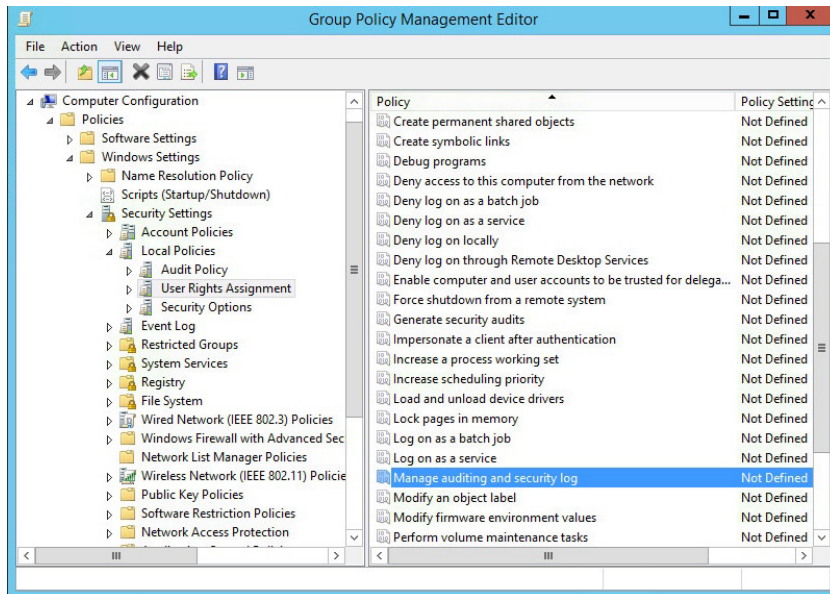 Group Policy Management Editor
File Action View Help
Computer Configuration
Policies
Software Settings
Windows Settings
Name Resolution Policy
Scripts (Startup/Shutdown)
Security Settings
Account Policies
Local Policies
Audit Policy
User Rights Assignment
Security Options
Event Log
Restricted Groups
System Services
Registry
File System
Wired Network (IEEE 802.3) Policies
Windows Firewall with Advanced Sec
Network List Manager Policies
Wireless Network (IEEE 802.11) Policie
Public Key Policies
Software Restriction Policies
Network Access Protection
Policy Policy Setting
Create permanent shared objects Not Defined
Create symbolic links Not Defined
Debug programs Not Defined
Deny access to this computer from the network Not Defined
Deny log on as a batch job Not Defined
Deny log on as a service Not Defined
Deny log on locally Not Defined
Deny log on through Remote Desktop Services Not Defined
Enable computer and user accounts to be trusted for delega... Not Defined
Force shutdown from a remote system Not Defined
Generate security audits Not Defined
Impersonate a client after authentication Not Defined
Increase a process working set Not Defined
Increase scheduling priority Not Defined
Load and unload device drivers Not Defined
Lock pages in memory Not Defined
Log on as a batch job Not Defined
Log on as a service Not Defined
Manage auditing and security log Not Defined
Modify an object label Not Defined
Modify firmware environment values Not Defined
Perform volume maintenance tasks Not Defined